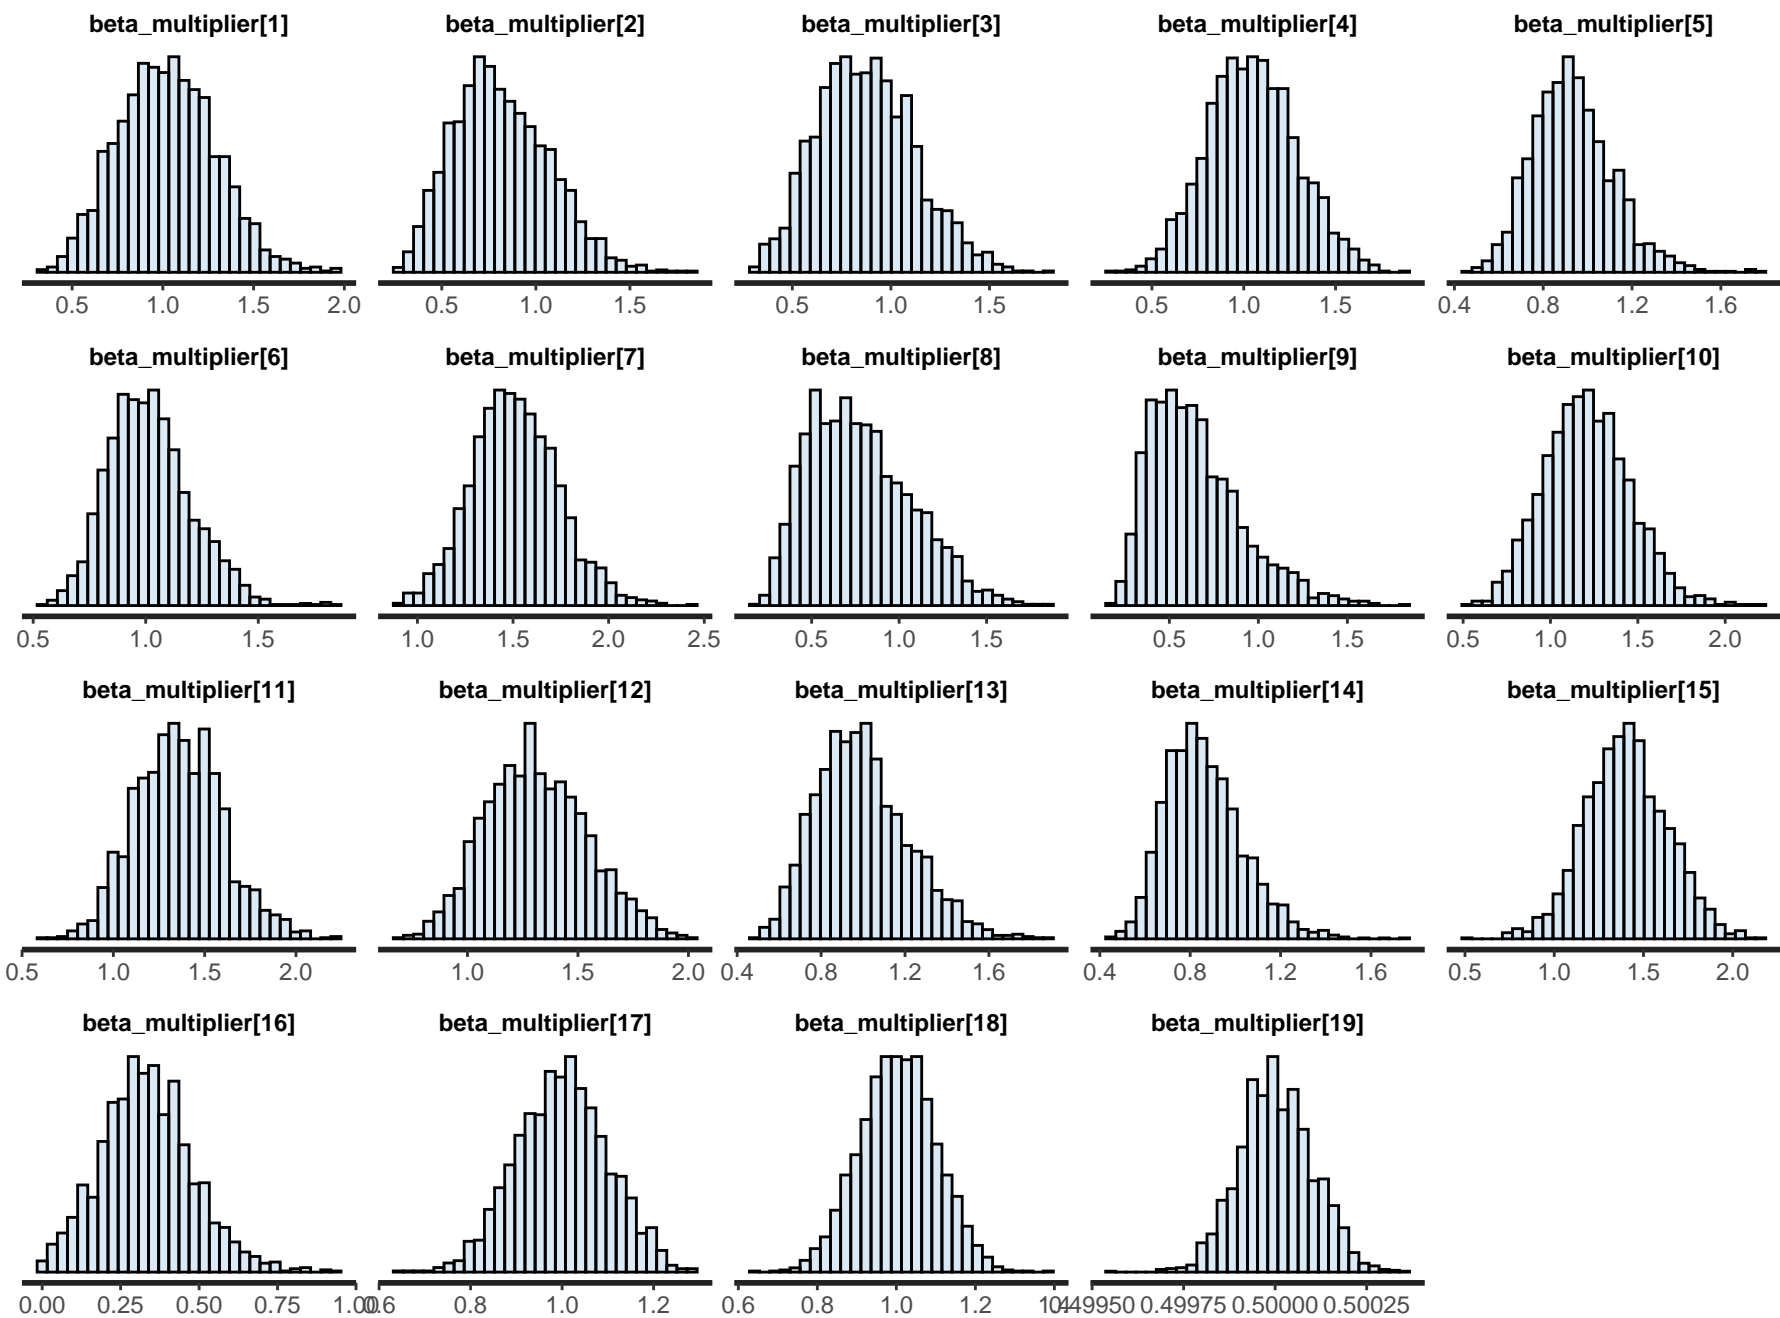 beta_multiplier[1] beta_multiplier[2] beta_multiplier[3] beta_multiplier[4] beta_multiplier[5]
0.5 1.0 1.5 2.0 0.5 1.0 1.5 0.5 1.0 1.5 0.5 1.0 1.5 0.4 0.8 1.2 1.6
beta_multiplier[6] beta_multiplier[7] beta_multiplier[8] beta_multiplier[9] beta_multiplier[10]
0.5 1.0 1.5 1.0 1.5 2.0 2.5 0.5 1.0 1.5 0.5 1.0 1.5 0.5 1.0 1.5 2.0
beta_multiplier[11] beta_multiplier[12] beta_multiplier[13] beta_multiplier[14] beta_multiplier[15]
0.5 1.0 1.5 2.0 1.0 1.5 2.0 0.4 0.8 1.2 1.6 0.4 0.8 1.2 1.6 0.5 1.0 1.5 2.0
beta_multiplier[16] beta_multiplier[17] beta_multiplier[18] beta_multiplier[19]
0.00 0.25 0.50 0.75 1.00 0.6 0.8 1.0 1.2 0.6 0.8 1.0 1.2 1.4 0.49950 0.49975 0.50000 0.50025